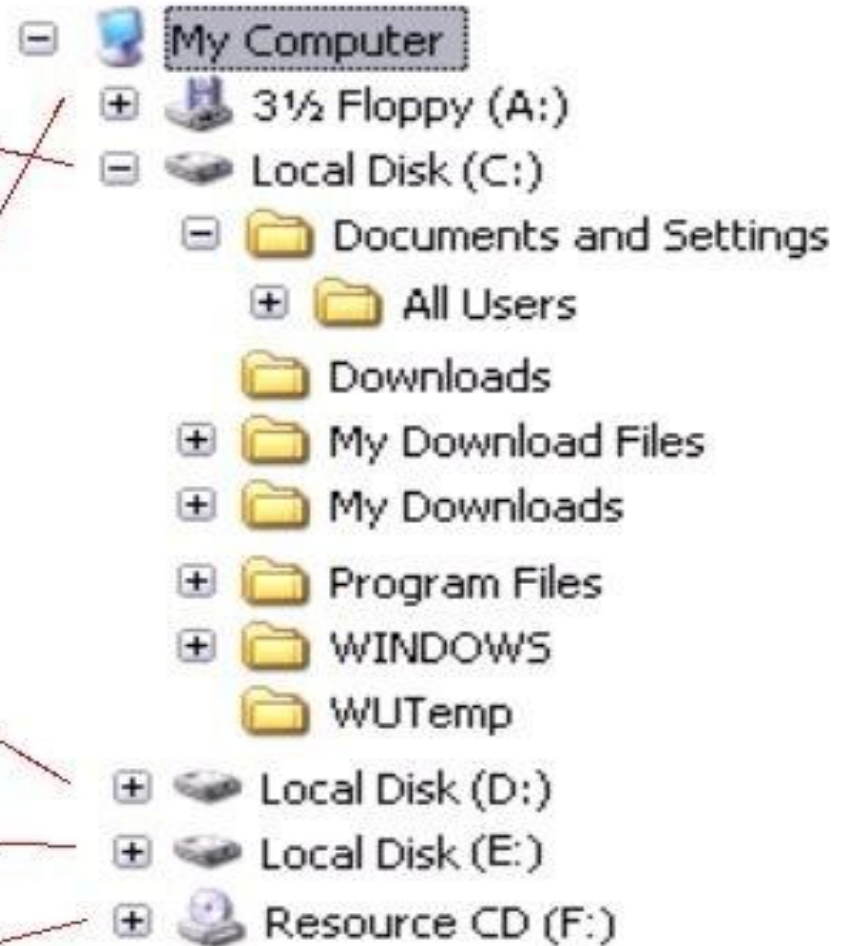 My Computer
3½ Floppy (A:)
Local Disk (C:)
Documents and Settings
All Users
Downloads
My Download Files
My Downloads
Program Files
WINDOWS
WUTemp
Local Disk (D:)
Local Disk (E:)
Resource CD (F:)